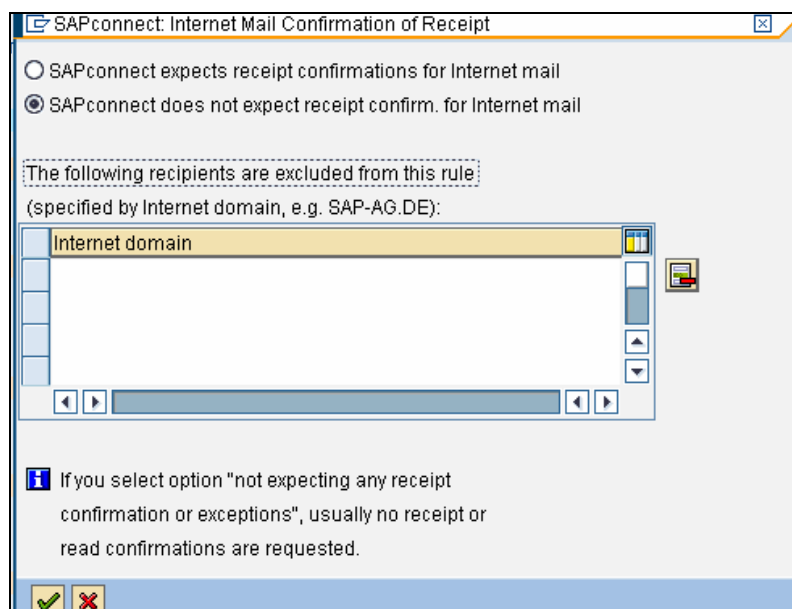 SAPconnect: Internet Mail Confirmation of Receipt
SAPconnect expects receipt confirmations for Internet mail
SAPconnect does not expect receipt confirm. for Internet mail
The following recipients are excluded from this rule
(specified by Internet domain, e.g. SAP-AG.DE):
Internet domain
If you select option "not expecting any receipt
confirmation or exceptions", usually no receipt or
read confirmations are requested.